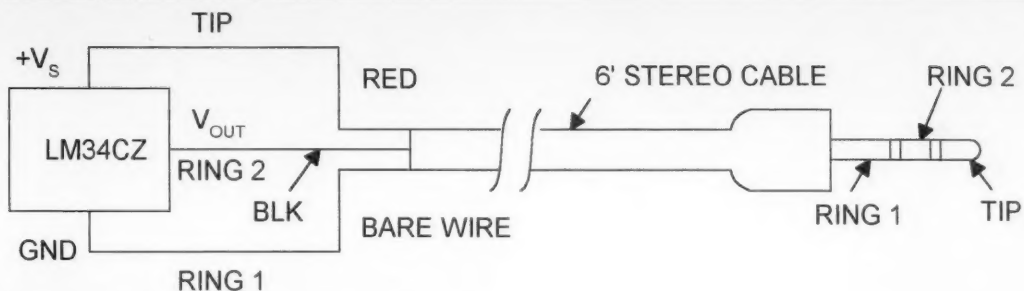 TIP
+VS
RED
6' STEREO CABLE
RING 2
VOUT
LM34CZ
RING 2
BLK
RING 1
TIP
BARE WIRE
GND
RING 1